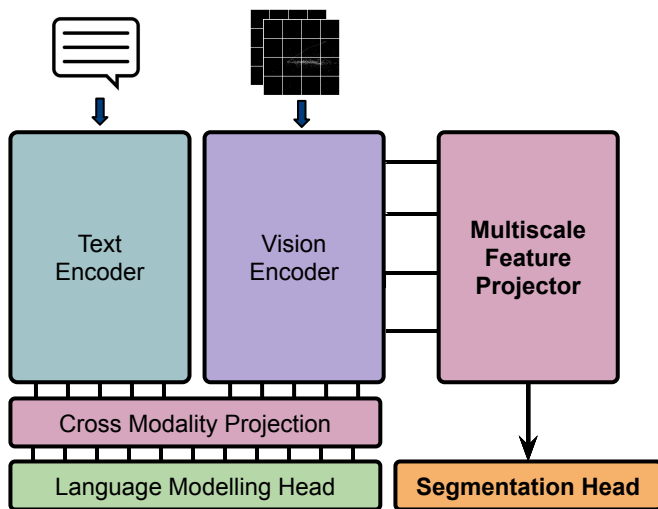 Text
Encoder
Vision
Encoder
Multiscale
Feature
Projector
Cross Modality Projection
Language Modelling Head
Segmentation Head